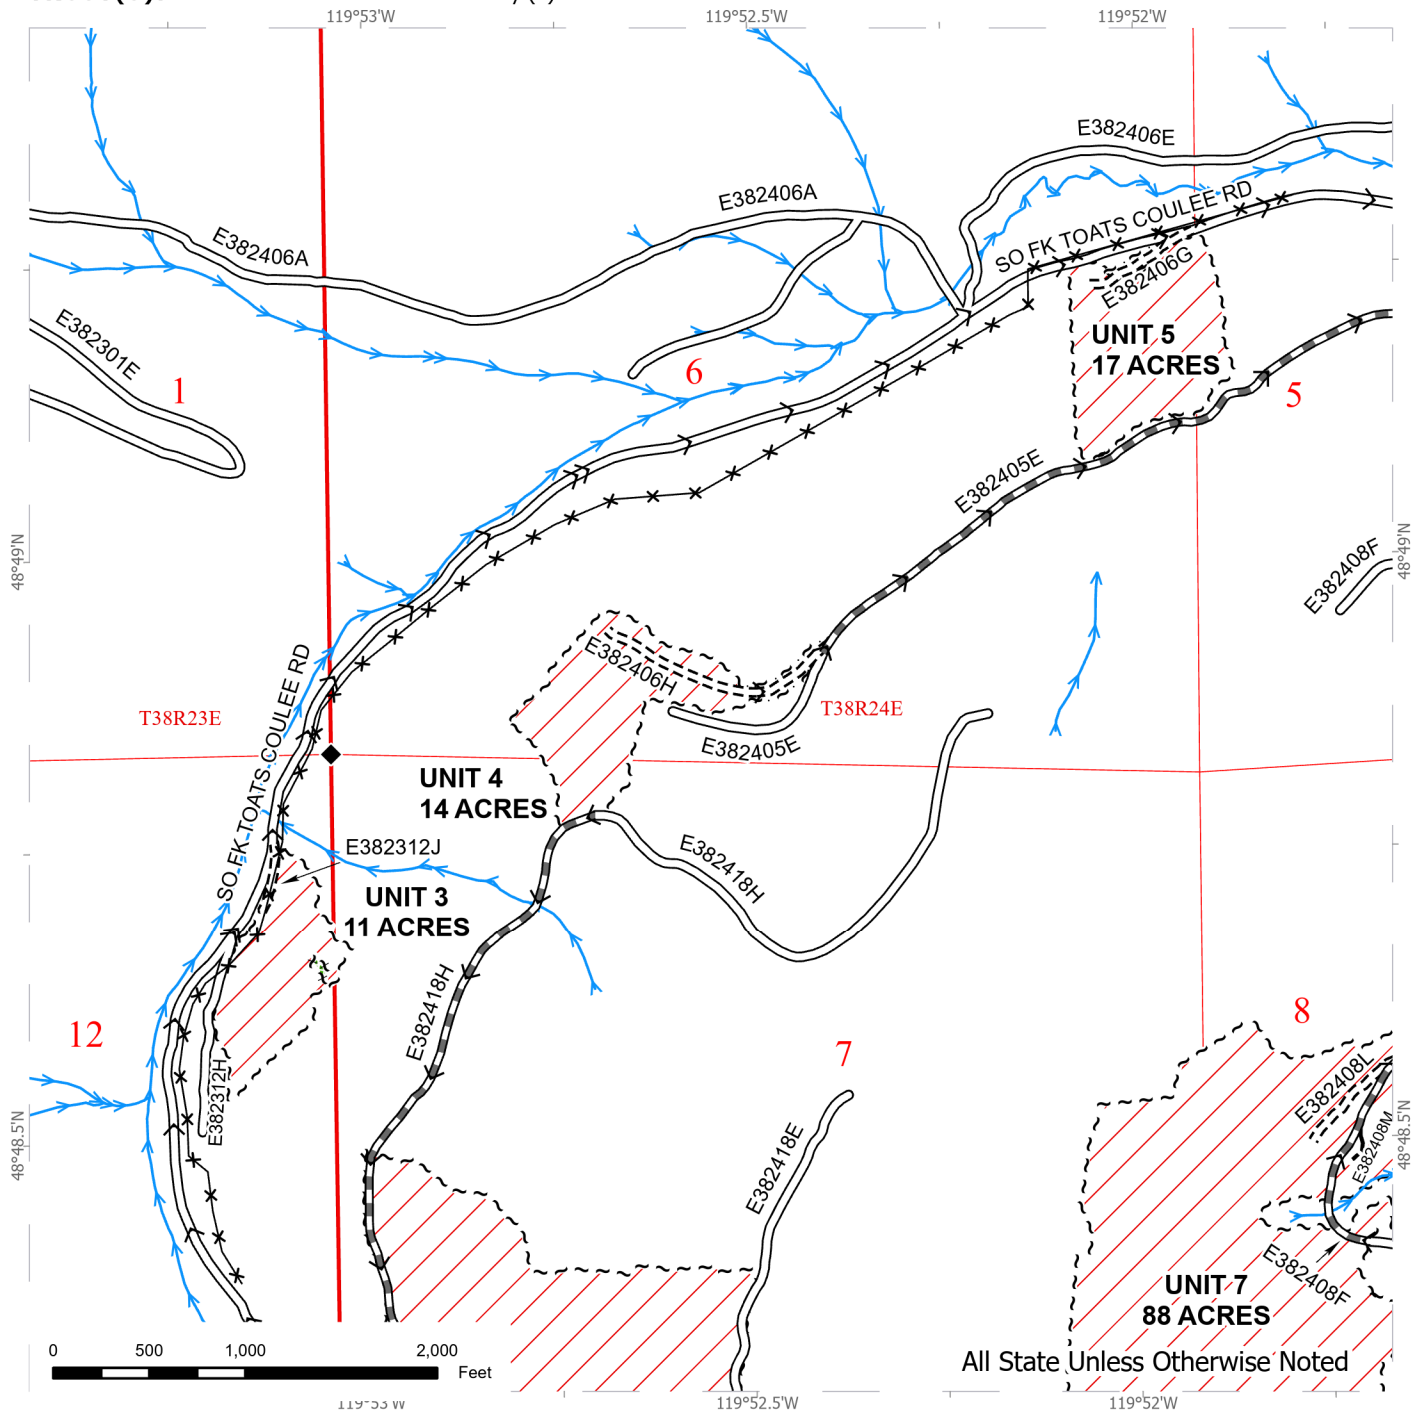 119°53'W
119°52.5'W
119°52'W
E382406E
E382406A
SO FK TOATS COULEE RD
E382406A
E382406G
E382301E
UNIT 5
17 ACRES
1
6
5
E382405E
48°49'N
48°49'N
E382408F
E382406H
T38R23E
T38R24E
E382405E
SO FK TOATS COULEE RD
UNIT 4
14 ACRES
E382312J
E382418H
UNIT 3
11 ACRES
E382418H
12
7
8
E382408L
E382312H
48°48.5'N
48°48.5'N
E382408M
E382418E
E382408F
UNIT 7
88 ACRES
0 500 1,000 2,000
Feet
All State Unless Otherwise Noted
119°53'W
119°52.5'W
119°52'W